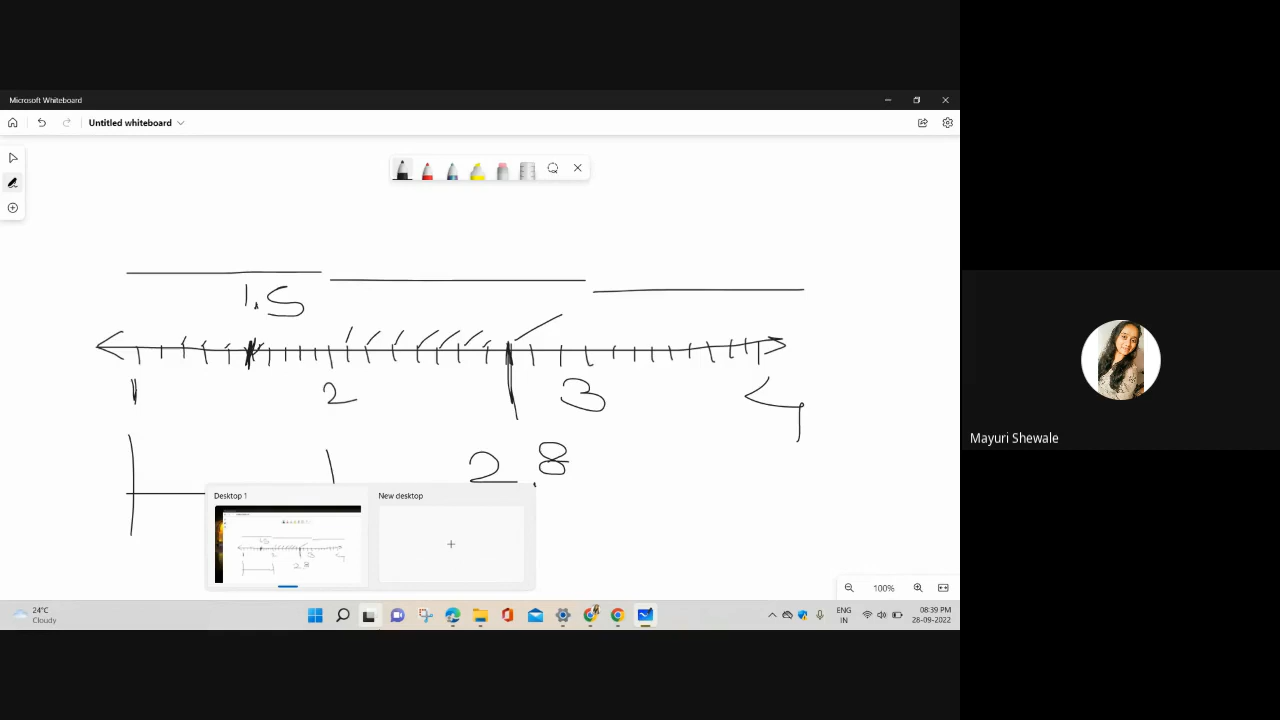 Microsoft Whiteboard
Untitled whiteboard
1.5
1 2 3 4
2.8
Desktop 1 New desktop
Mayuri Shewale
100%
24°C
Cloudy
ENG
IN
08:39 PM
28-09-2022